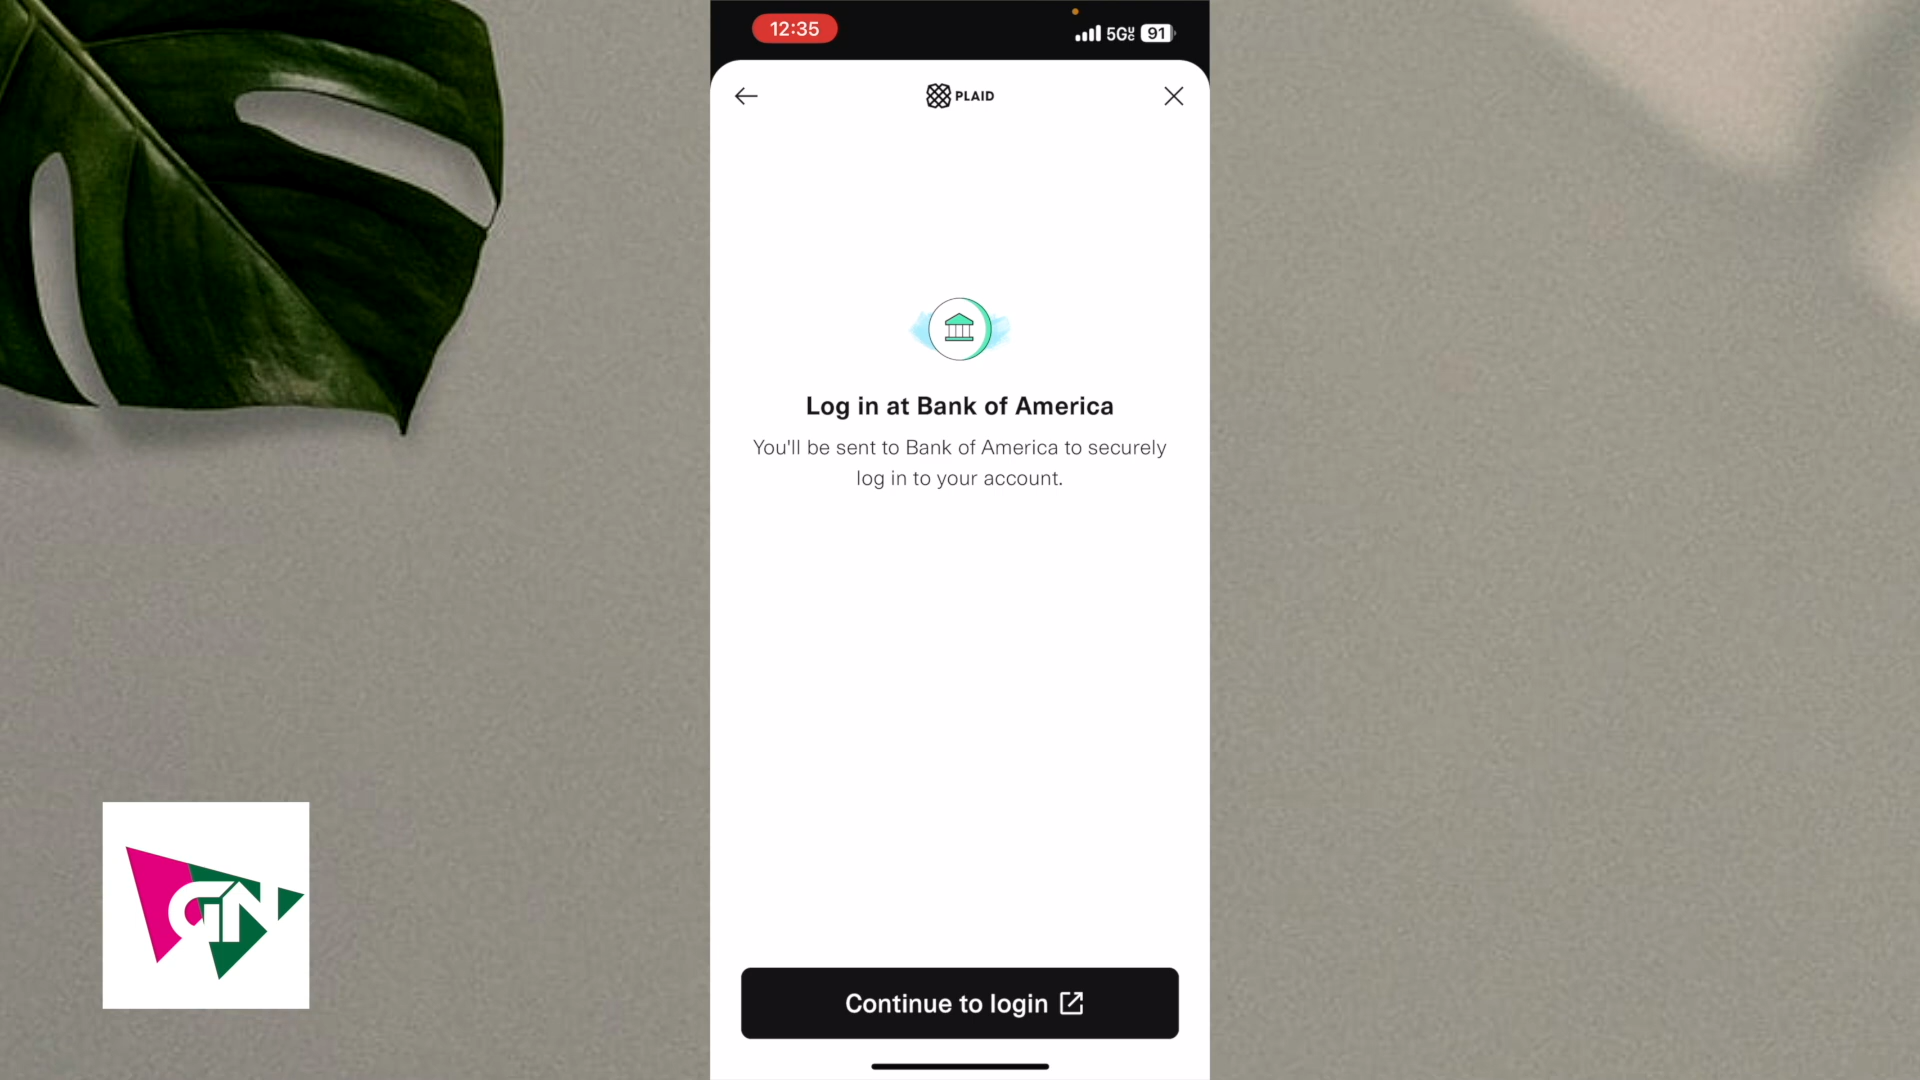 12:35
5G
91
PLAID
Log in at Bank of America
You'll be sent to Bank of America to securely
log in to your account.
Continue to login
GN